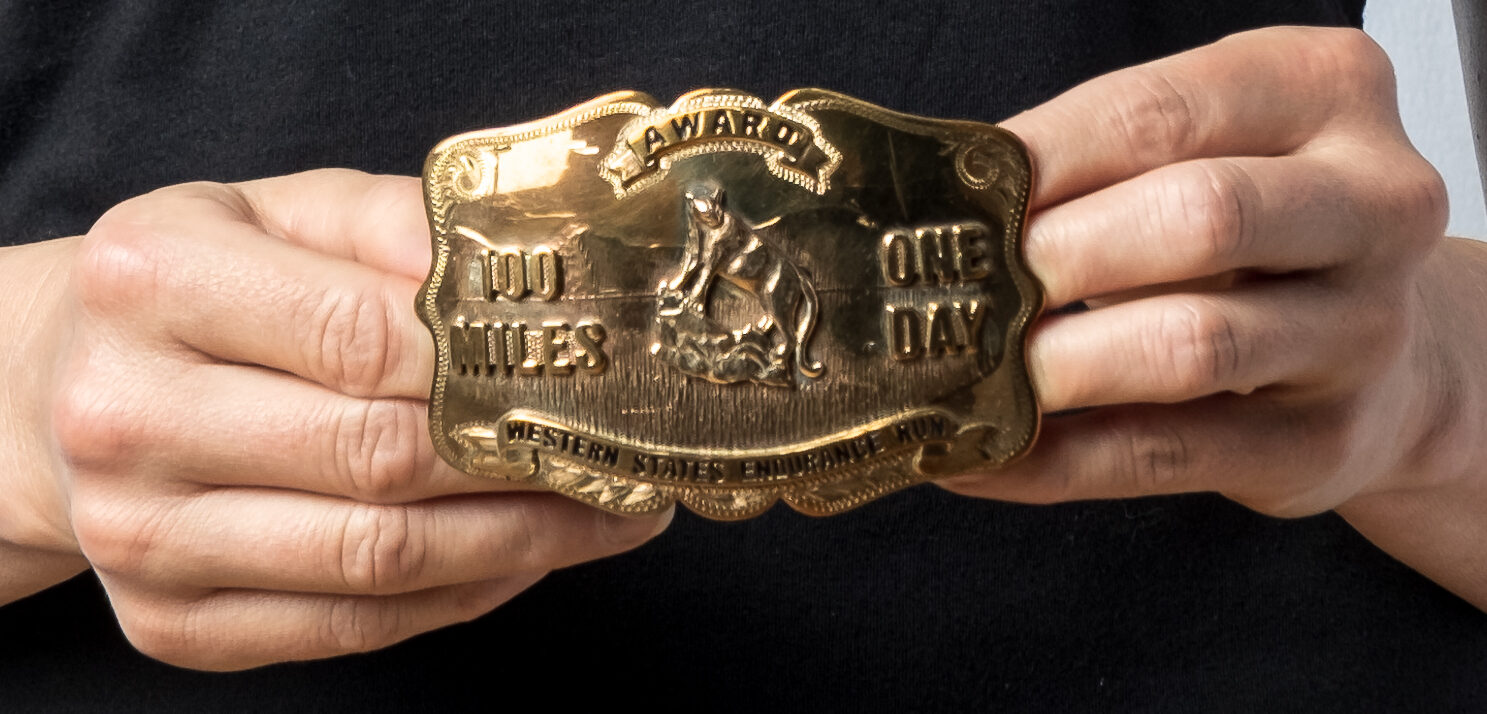 AWARD
100
MILES
ONE
DAY
WESTERN STATES ENDURANCE RUN